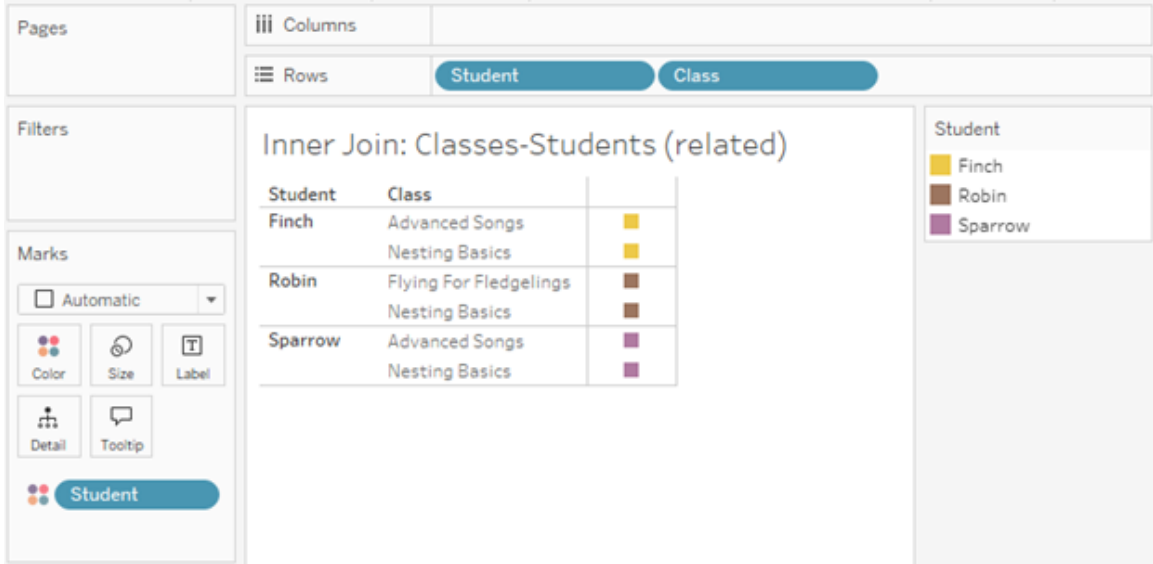 Pages
Columns
Rows
Student
Class
Filters
Marks
Automatic
Color
Size
Label
Detail
Tooltip
Student
Inner Join: Classes-Students (related)
Student Class
Finch Advanced Songs
Nesting Basics
Robin Flying For Fledgelings
Nesting Basics
Sparrow Advanced Songs
Nesting Basics
Student
Finch
Robin
Sparrow